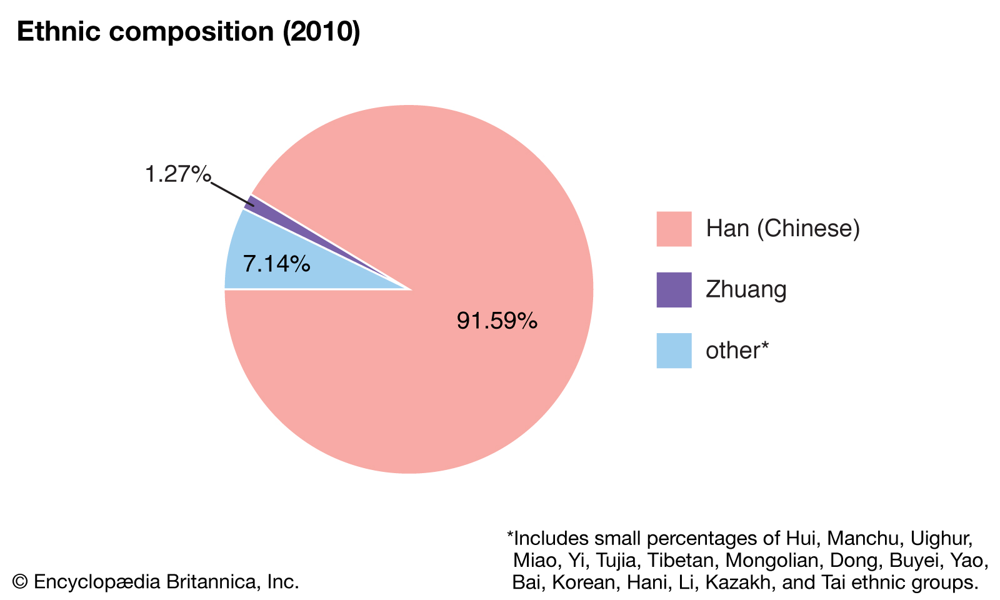 Ethnic composition (2010)
1.27%
7.14%
91.59%
Han (Chinese)
Zhuang
other*
*Includes small percentages of Hui, Manchu, Uighur,
Miao, Yi, Tujia, Tibetan, Mongolian, Dong, Buyei, Yao,
Bai, Korean, Hani, Li, Kazakh, and Tai ethnic groups.
© Encyclopædia Britannica, Inc.